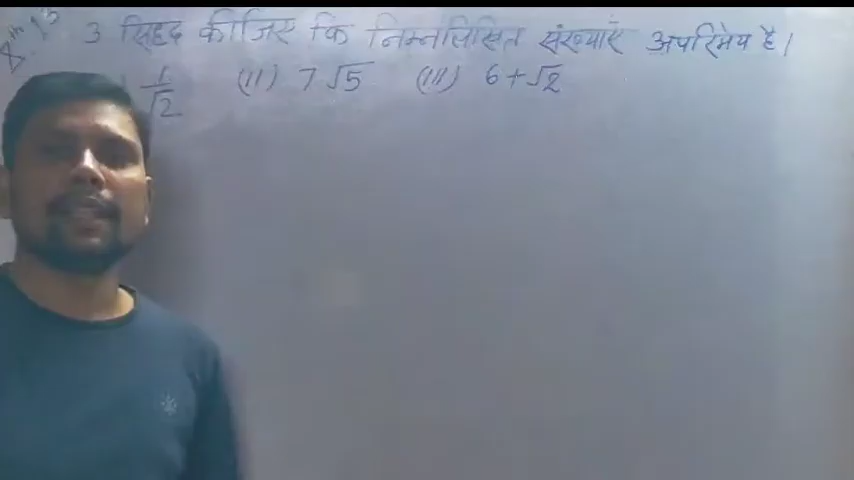 3 सिद्ध कीजिए कि निम्नलिखित संख्याएं अपरिमेय है।
1/√2 (II) 7√5 (III) 6+√2